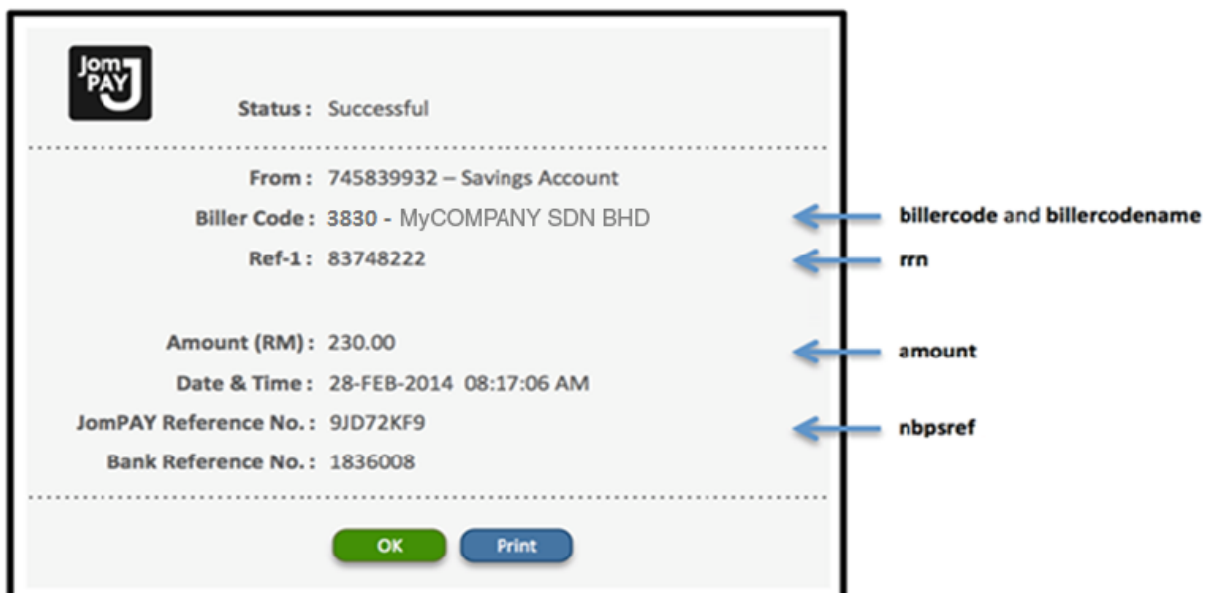 Jom
PAY
Status : Successful
From : 745839932 – Savings Account
Biller Code : 3830 - MyCOMPANY SDN BHD
billercode and billercodename
Ref-1 : 83748222
rrn
Amount (RM) : 230.00
amount
Date & Time : 28-FEB-2014 08:17:06 AM
JomPAY Reference No. : 9JD72KF9
nbpsref
Bank Reference No. : 1836008
OK
Print